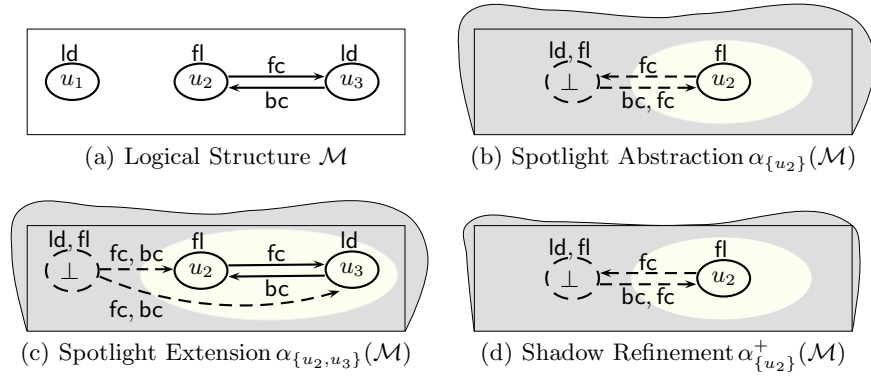 ld fl ld
u1 u2 fc u3
bc
(a) Logical Structure M
ld, fl fl
⊥ fc u2
bc, fc
(b) Spotlight Abstraction α{u2}(M)
ld, fl fl ld
⊥ fc, bc u2 fc u3
bc
fc, bc
(c) Spotlight Extension α{u2,u3}(M)
ld, fl fl
⊥ fc u2
bc, fc
(d) Shadow Refinement α+{u2}(M)